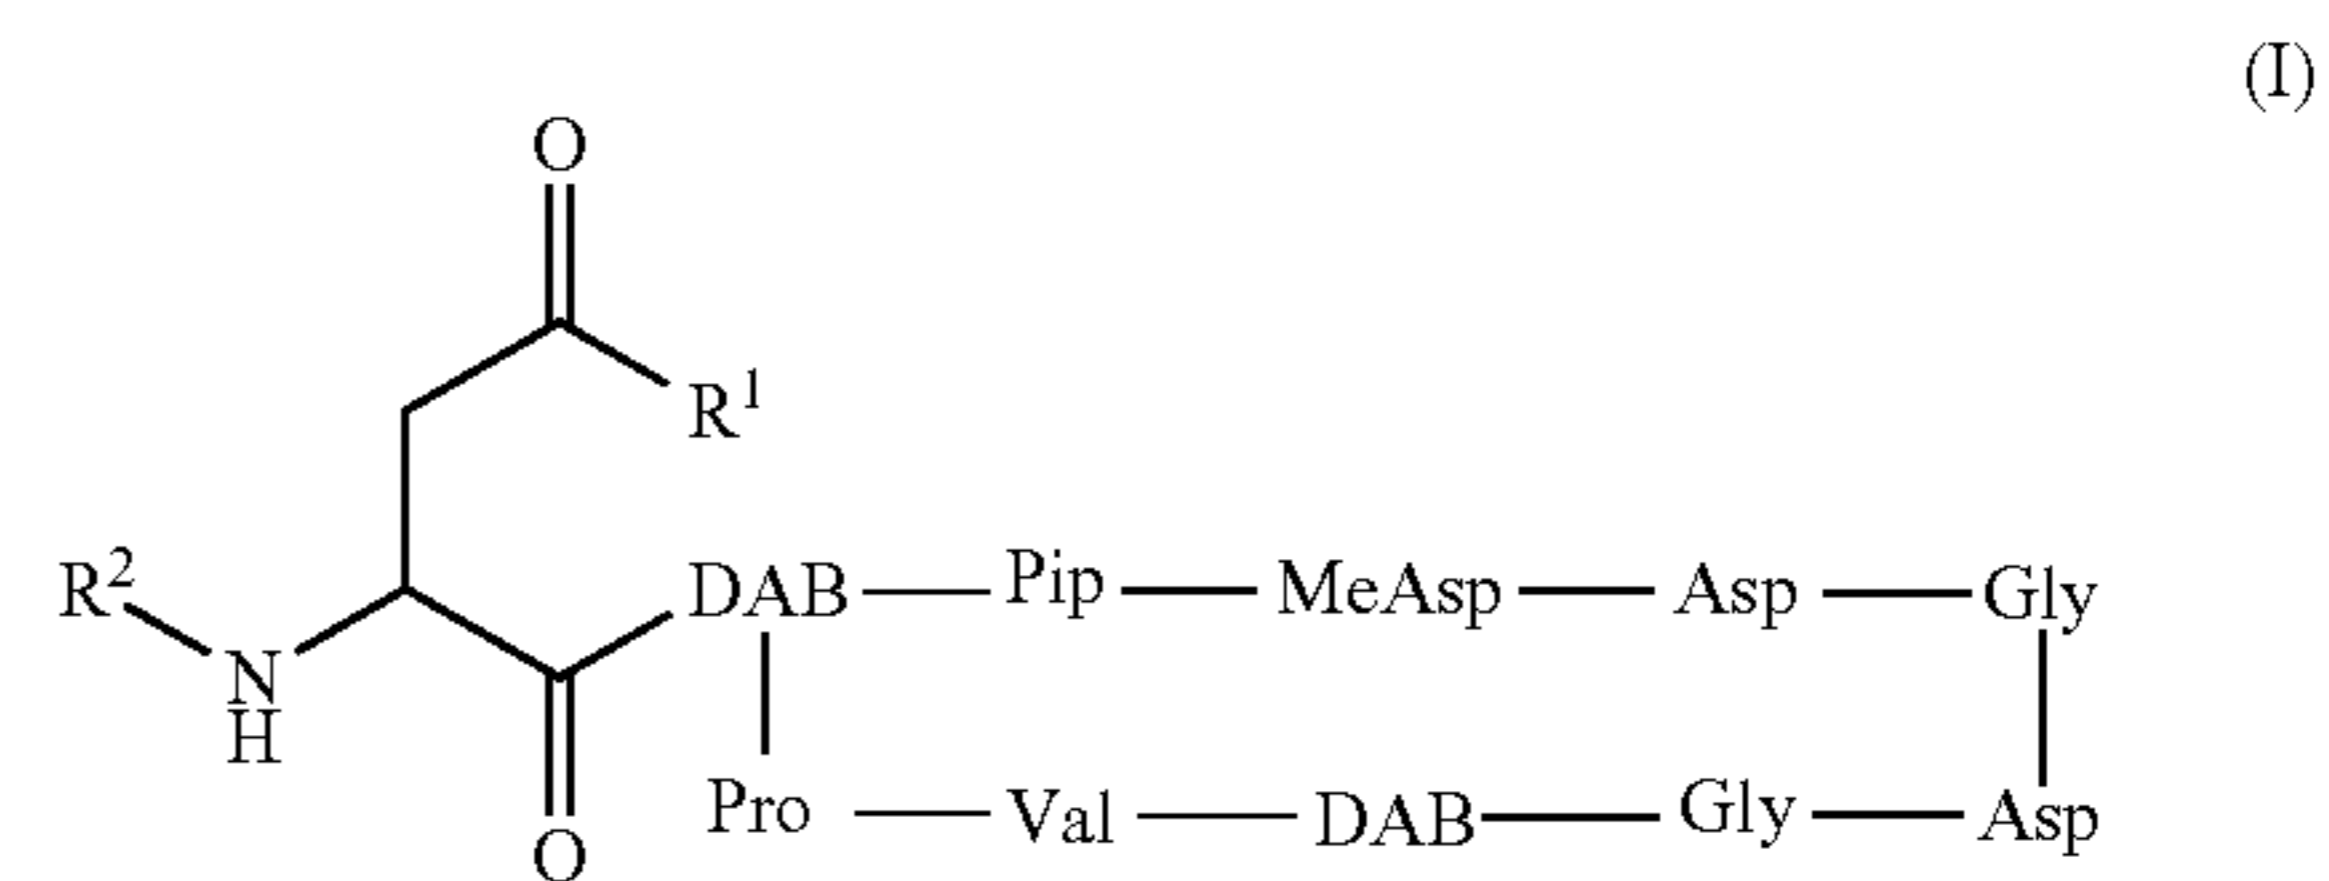 (I)
O
R¹
R² DAB Pip MeAsp Asp Gly
N
H
Pro Val DAB Gly Asp
O